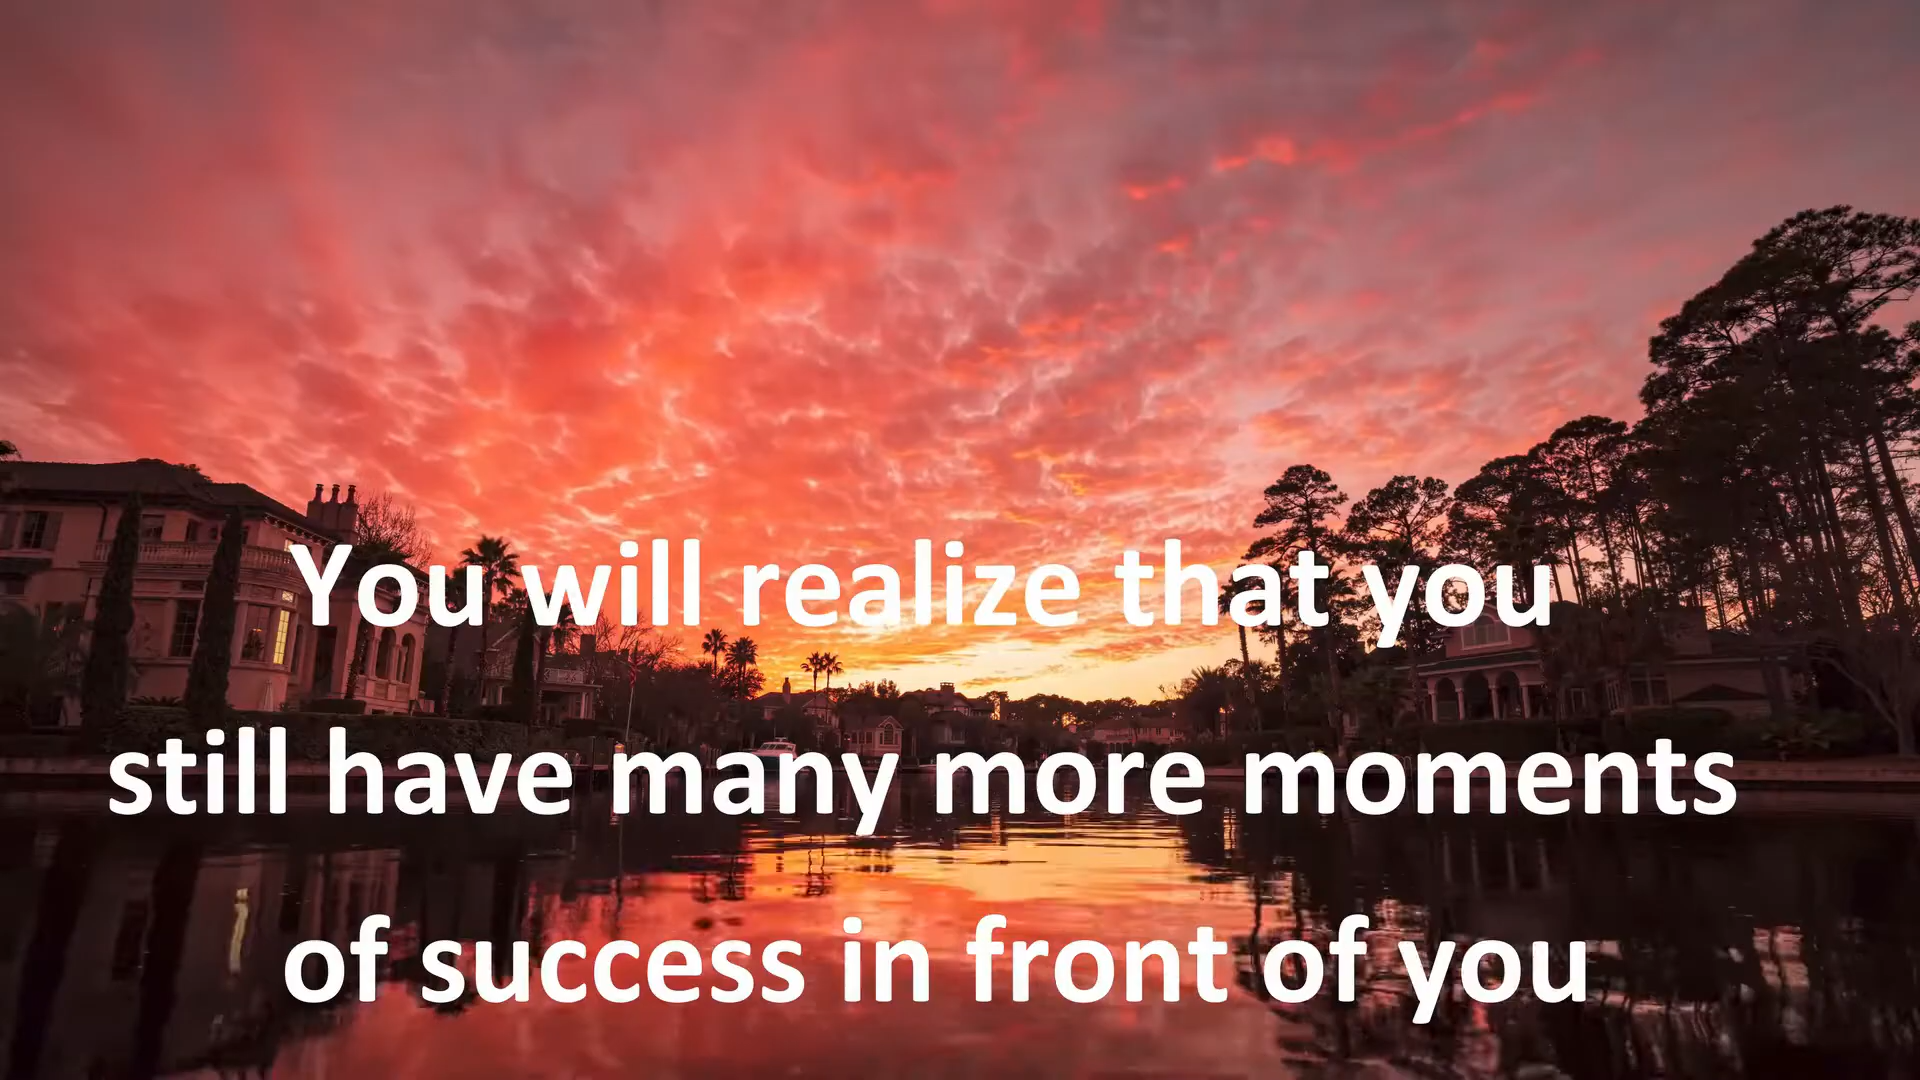 You will realize that you
still have many more moments
of success in front of you